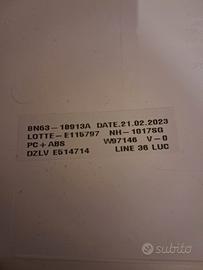 BN63-18913A DATE.21.02.2023
LOTTE-E115797 NH-1017SG
PC+ABS W97146 V-0
DZLV E514714 LINE 36 LUC
subito